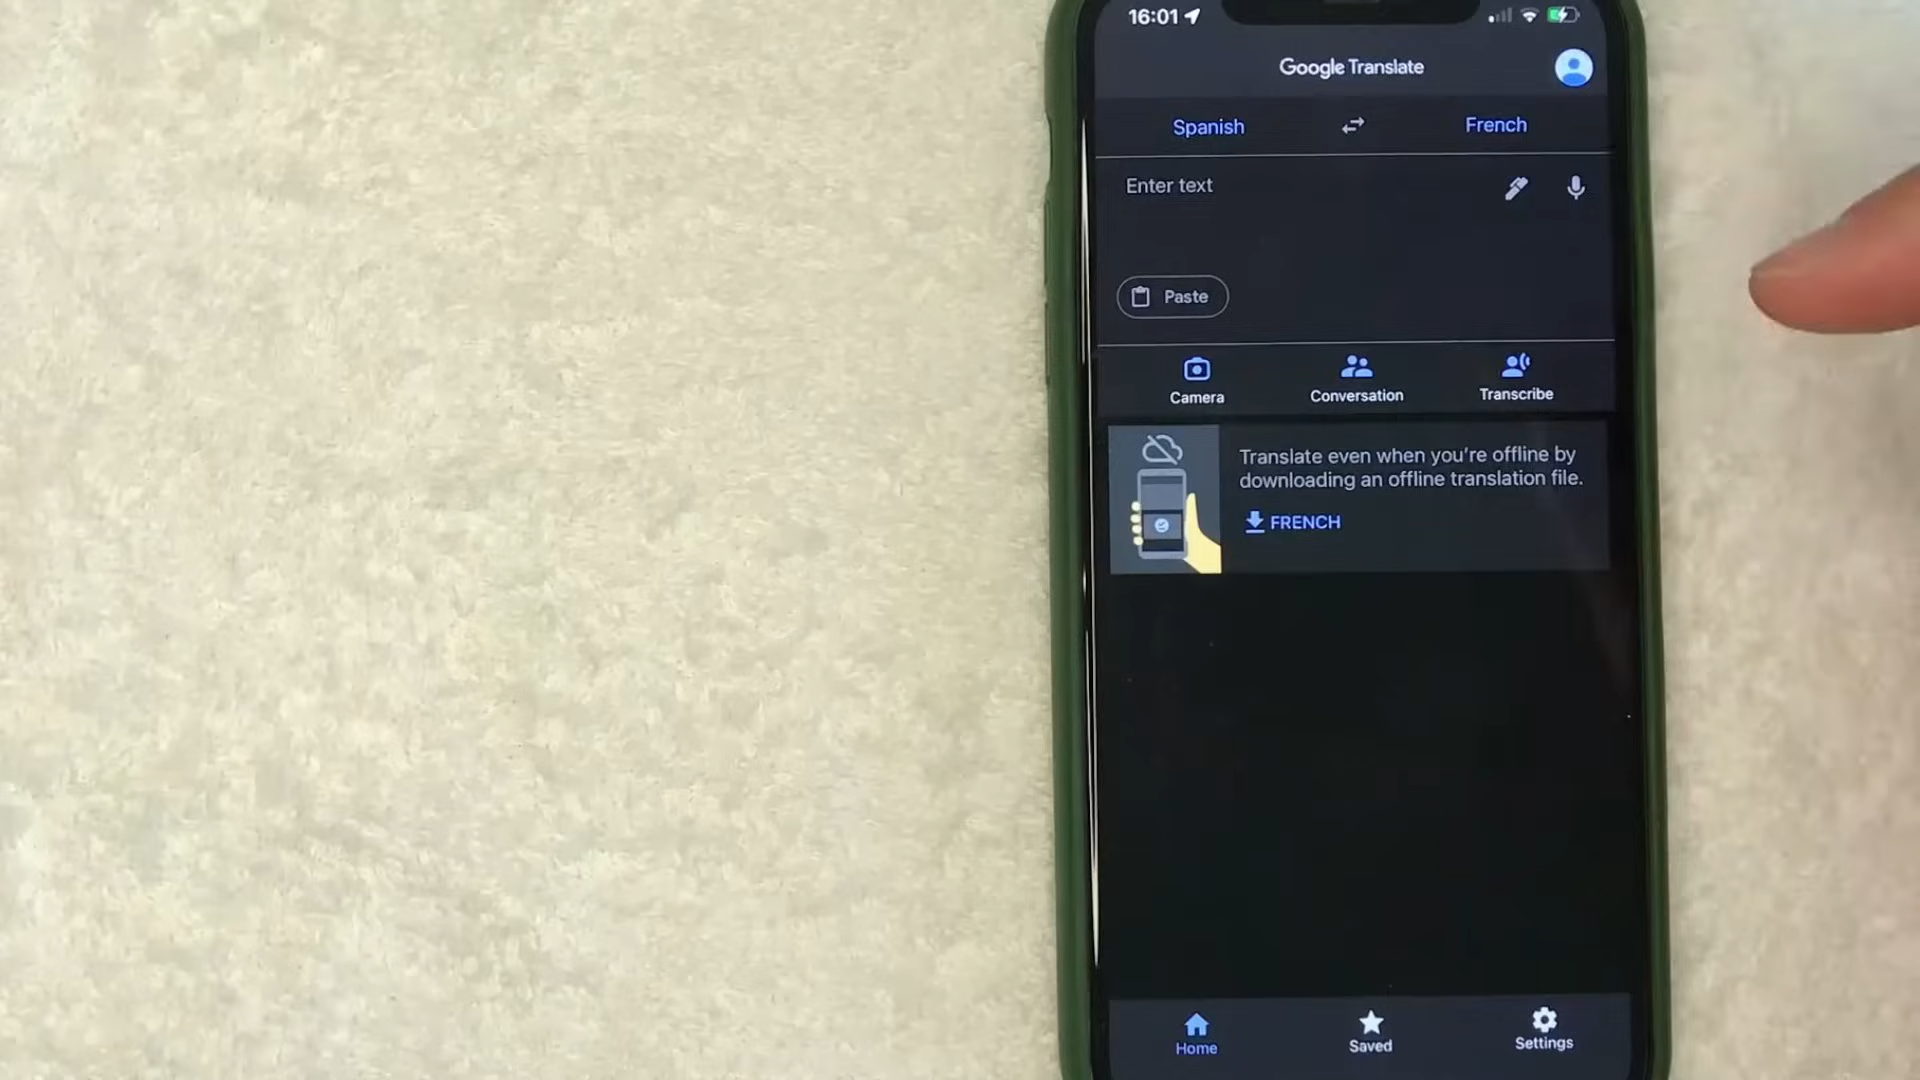 16:01
Google Translate
Spanish
French
Enter text
Paste
Camera
Conversation
Transcribe
Translate even when you're offline by
downloading an offline translation file.
FRENCH
Home
Saved
Settings